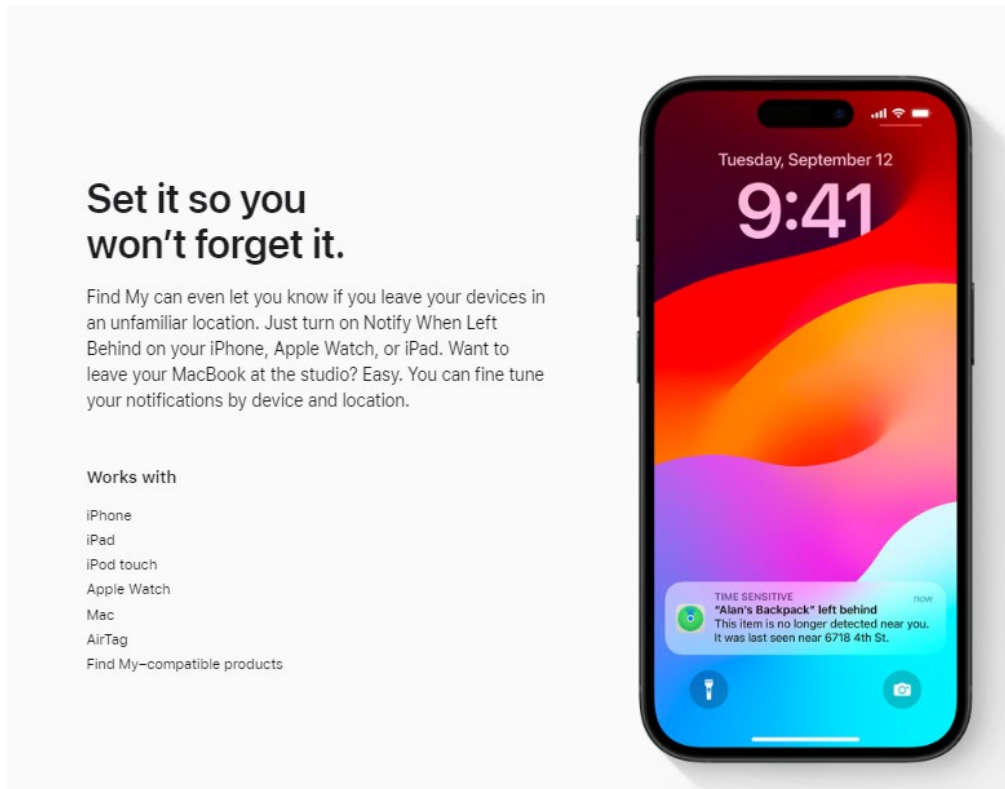 Set it so you
won’t forget it.
Find My can even let you know if you leave your devices in
an unfamiliar location. Just turn on Notify When Left
Behind on your iPhone, Apple Watch, or iPad. Want to
leave your MacBook at the studio? Easy. You can fine tune
your notifications by device and location.
Works with
iPhone
iPad
iPod touch
Apple Watch
Mac
AirTag
Find My–compatible products
Tuesday, September 12
9:41
TIME SENSITIVE
now
“Alan’s Backpack” left behind
This item is no longer detected near you.
It was last seen near 6718 4th St.